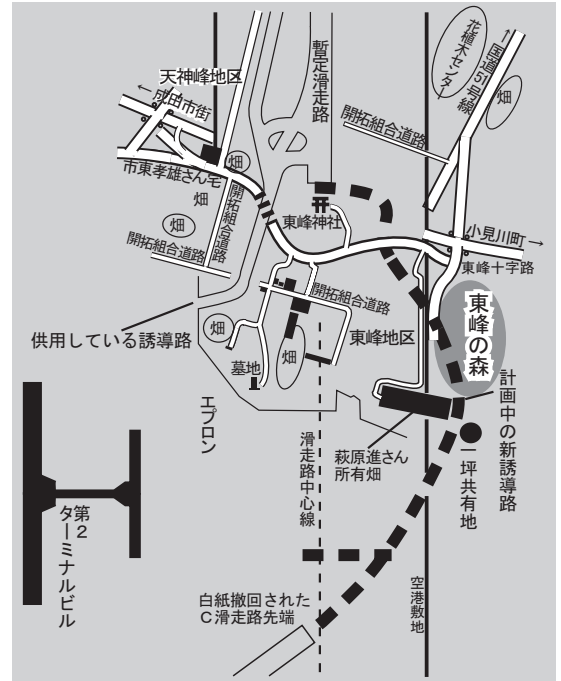 花植木センター
↑国道51号線
畑
暫定滑走路
天神峰地区
←成田市街
開拓組合道路
市東孝雄さん宅
畑
畑
畑
開拓組合道路
開拓組合道路
東峰神社
小見川町→
東峰十字路
開拓組合道路
東峰地区
東峰の森
供用している誘導路
畑
畑
墓地
エプロン
滑走路中心線
萩原進さん
所有畑
計画中の新誘導路
一坪共有地
第2
ターミナルビル
白紙撤回された
C滑走路先端
空港敷地